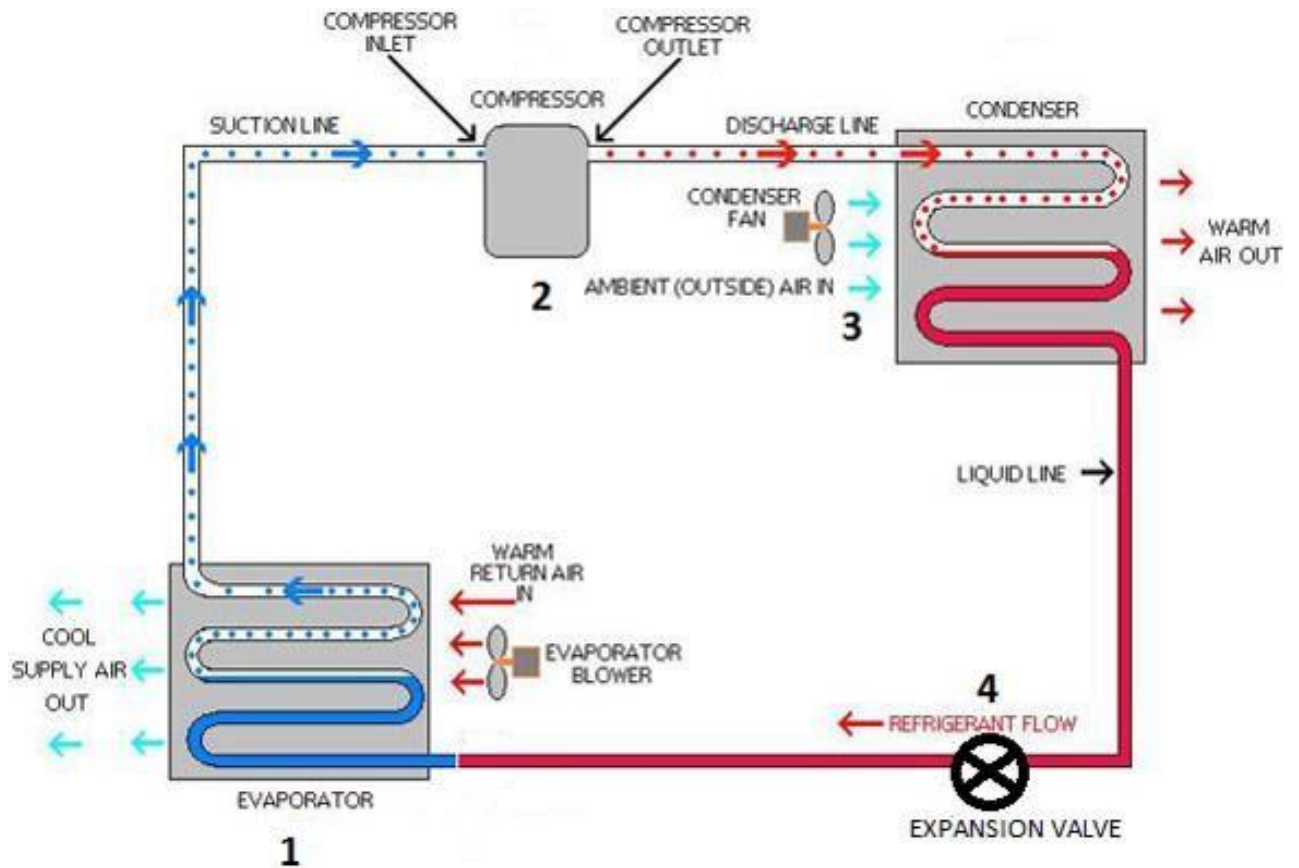 COMPRESSOR
INLET
COMPRESSOR
OUTLET
COMPRESSOR
SUCTION LINE
DISCHARGE LINE
CONDENSER
CONDENSER
FAN
WARM
AIR OUT
AMBIENT (OUTSIDE) AIR IN
2
3
LIQUID LINE
WARM
RETURN AIR
IN
COOL
SUPPLY AIR
OUT
EVAPORATOR
BLOWER
4
REFRIGERANT FLOW
EVAPORATOR
EXPANSION VALVE
1